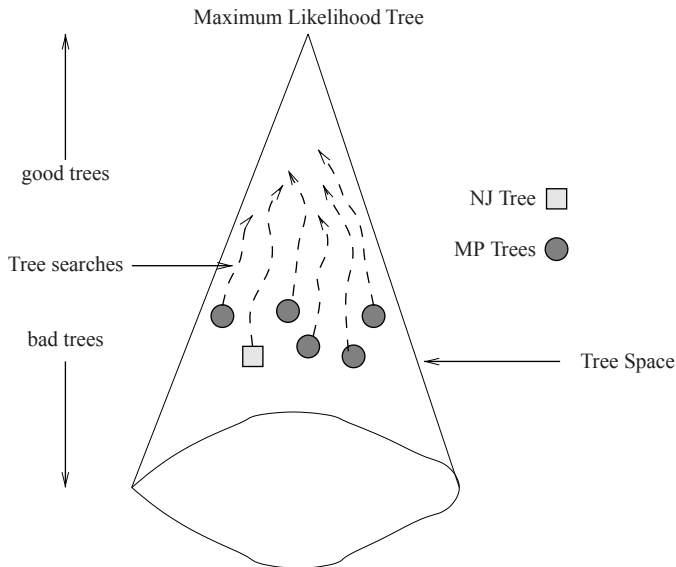 Maximum Likelihood Tree
good trees
NJ Tree
MP Trees
Tree searches
bad trees
Tree Space